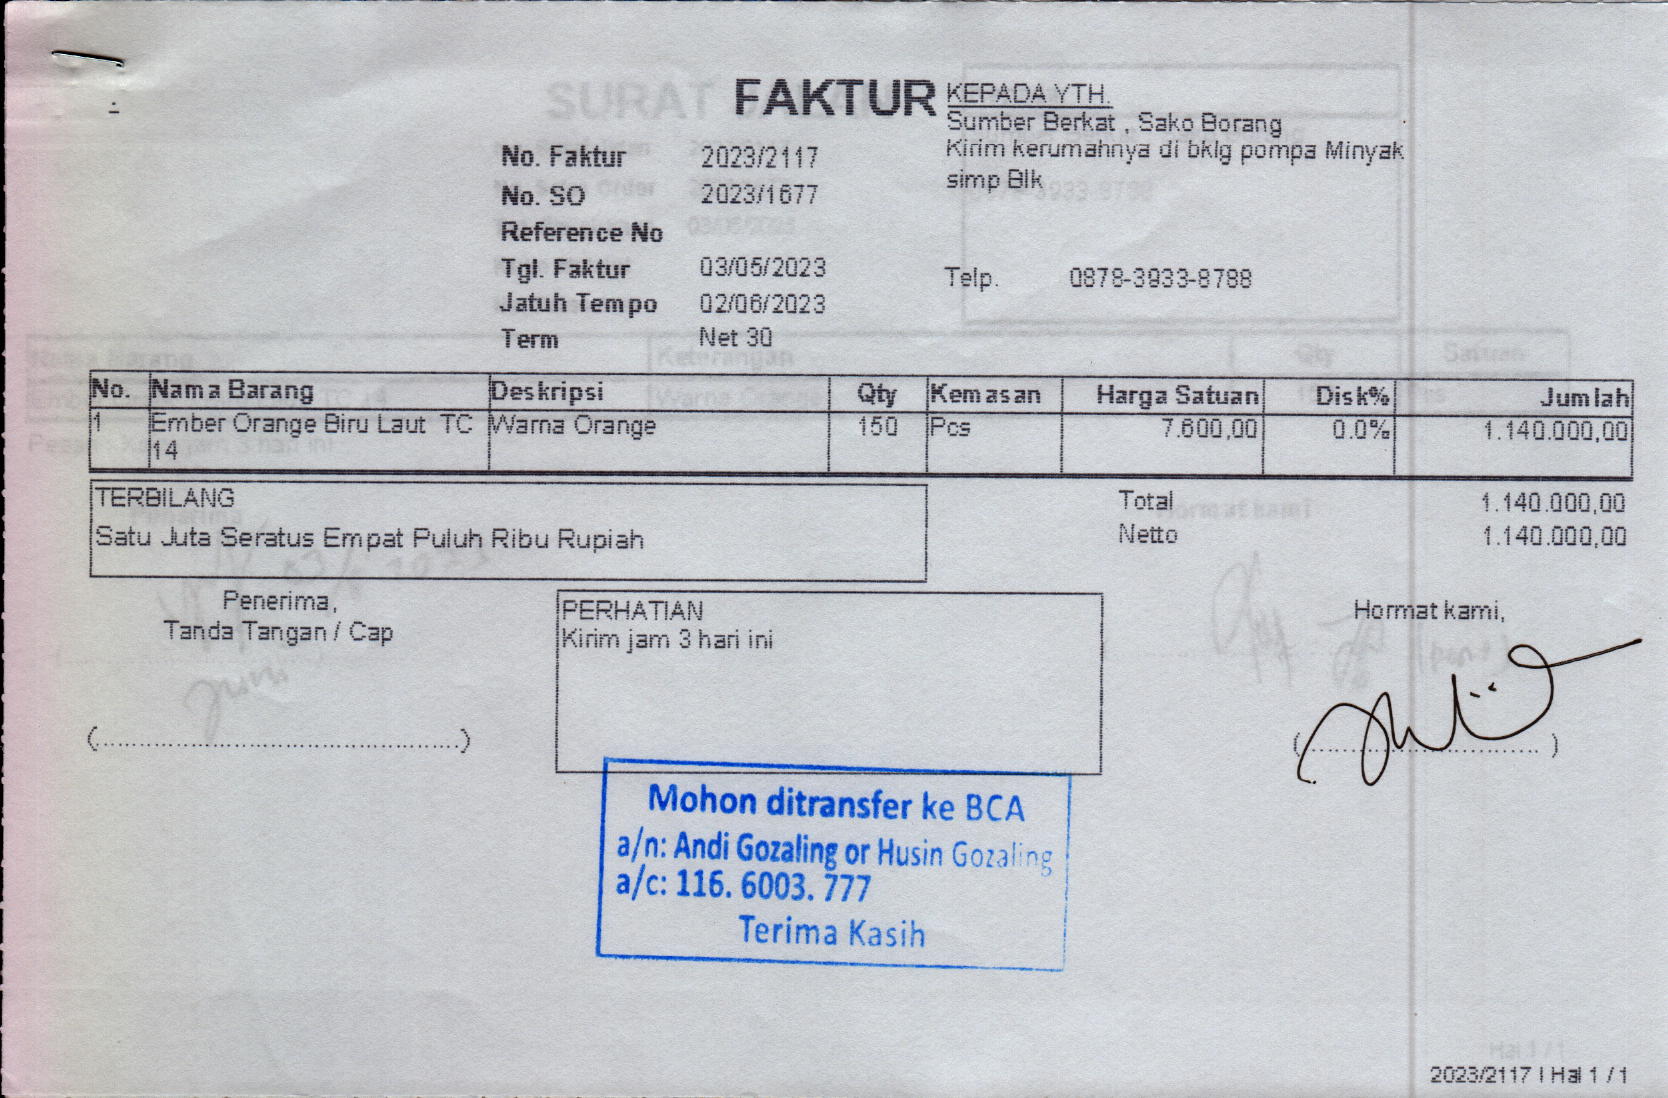 FAKTUR
KEPADA YTH.
Sumber Berkat , Sako Borang
Kirim kerumahnya di bklg pompa Minyak
simp Blk
Telp. 0878-3933-8788
No. Faktur 2023/2117
No. SO 2023/1677
Reference No
Tgl. Faktur 03/05/2023
Jatuh Tempo 02/06/2023
Term Net 30
No. Nama Barang Deskripsi Qty Kemasan Harga Satuan Disk% Jumlah
1 Ember Orange Biru Laut TC Warna Orange 150 Pcs 7.600,00 0.0% 1.140.000,00
14
TERBILANG
Satu Juta Seratus Empat Puluh Ribu Rupiah
Total 1.140.000,00
Netto 1.140.000,00
Penerima,
Tanda Tangan / Cap
(................................................)
PERHATIAN
Kirim jam 3 hari ini
Hormat kami,
(.............................. )
Mohon ditransfer ke BCA
a/n: Andi Gozaling or Husin Gozaling
a/c: 116. 6003. 777
Terima Kasih
2023/2117 | Hal 1 / 1